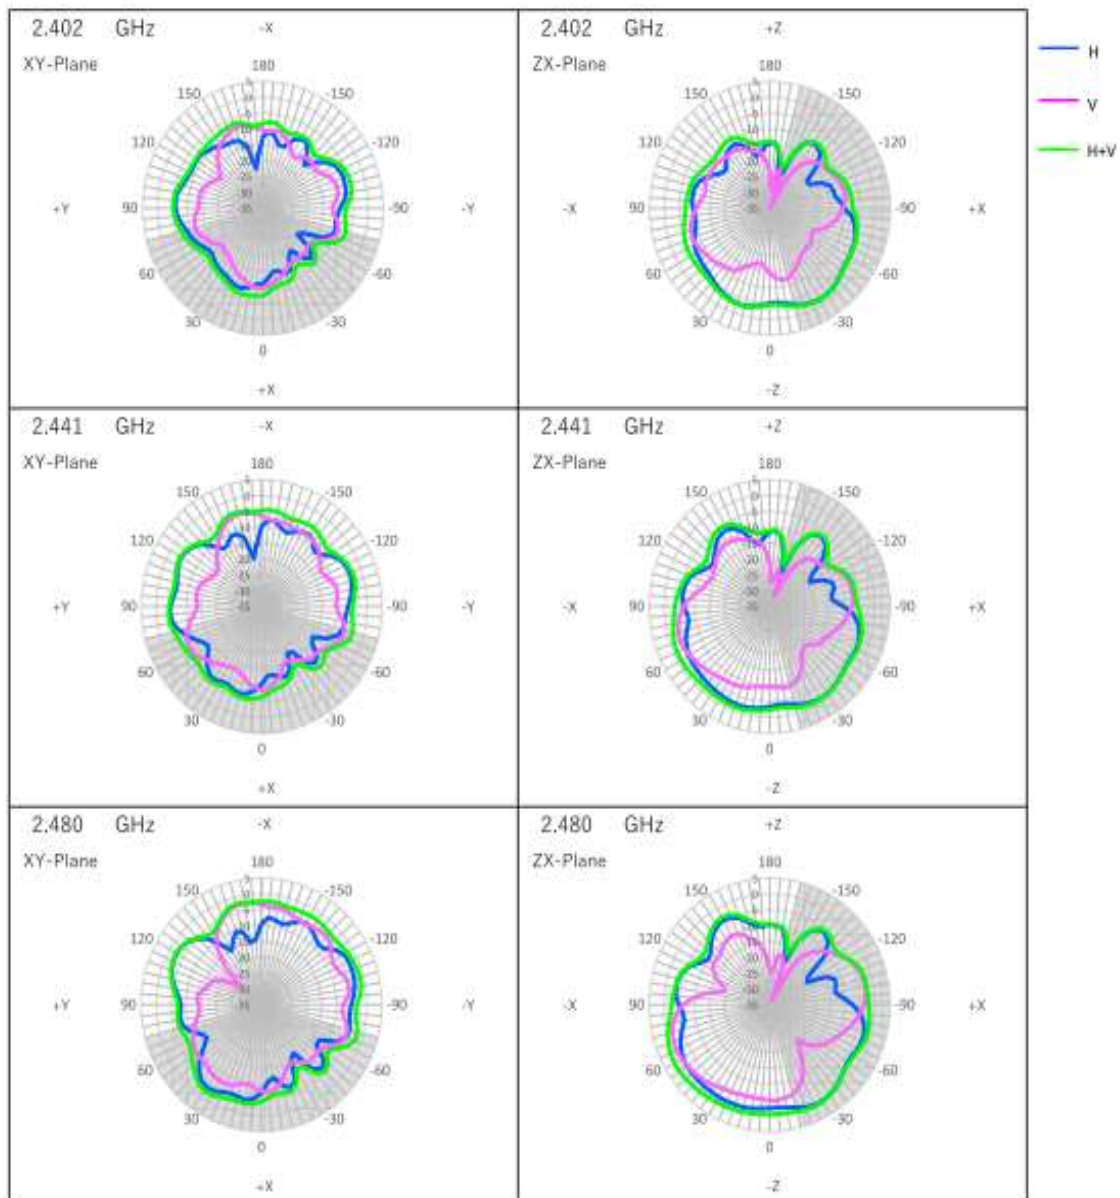 2.402 GHz -X
XY-Plane
180
150 -150
120 -120
+Y 90 -90 -Y
60 -60
30 -30
0
+X
2.402 GHz +Z
ZX-Plane
180
150 -150
120 -120
-X 90 -90 +X
60 -60
30 -30
0
-Z
H
V
H+V
2.441 GHz -X
XY-Plane
180
150 -150
120 -120
+Y 90 -90 -Y
60 -60
30 -30
0
+X
2.441 GHz +Z
ZX-Plane
180
150 -150
120 -120
-X 90 -90 +X
60 -60
30 -30
0
-Z
2.480 GHz -X
XY-Plane
180
150 -150
120 -120
+Y 90 -90 -Y
60 -60
30 -30
0
+X
2.480 GHz +Z
ZX-Plane
180
150 -150
120 -120
-X 90 -90 +X
60 -60
30 -30
0
-Z